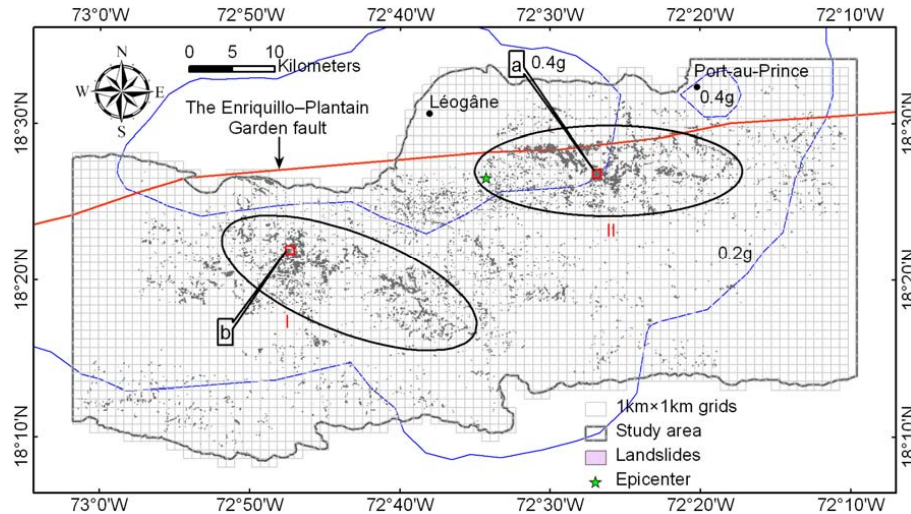 73°0'W 72°50'W 72°40'W 72°30'W 72°20'W 72°10'W
N
W E
S
0 5 10
Kilometers
The Enriquillo–Plantain
Garden fault
Léogâne
a
0.4g
Port-au-Prince
0.4g
18°30'N 18°30'N
II
0.2g
18°20'N 18°20'N
b
I
18°10'N 18°10'N
1km×1km grids
Study area
Landslides
Epicenter
73°0'W 72°50'W 72°40'W 72°30'W 72°20'W 72°10'W